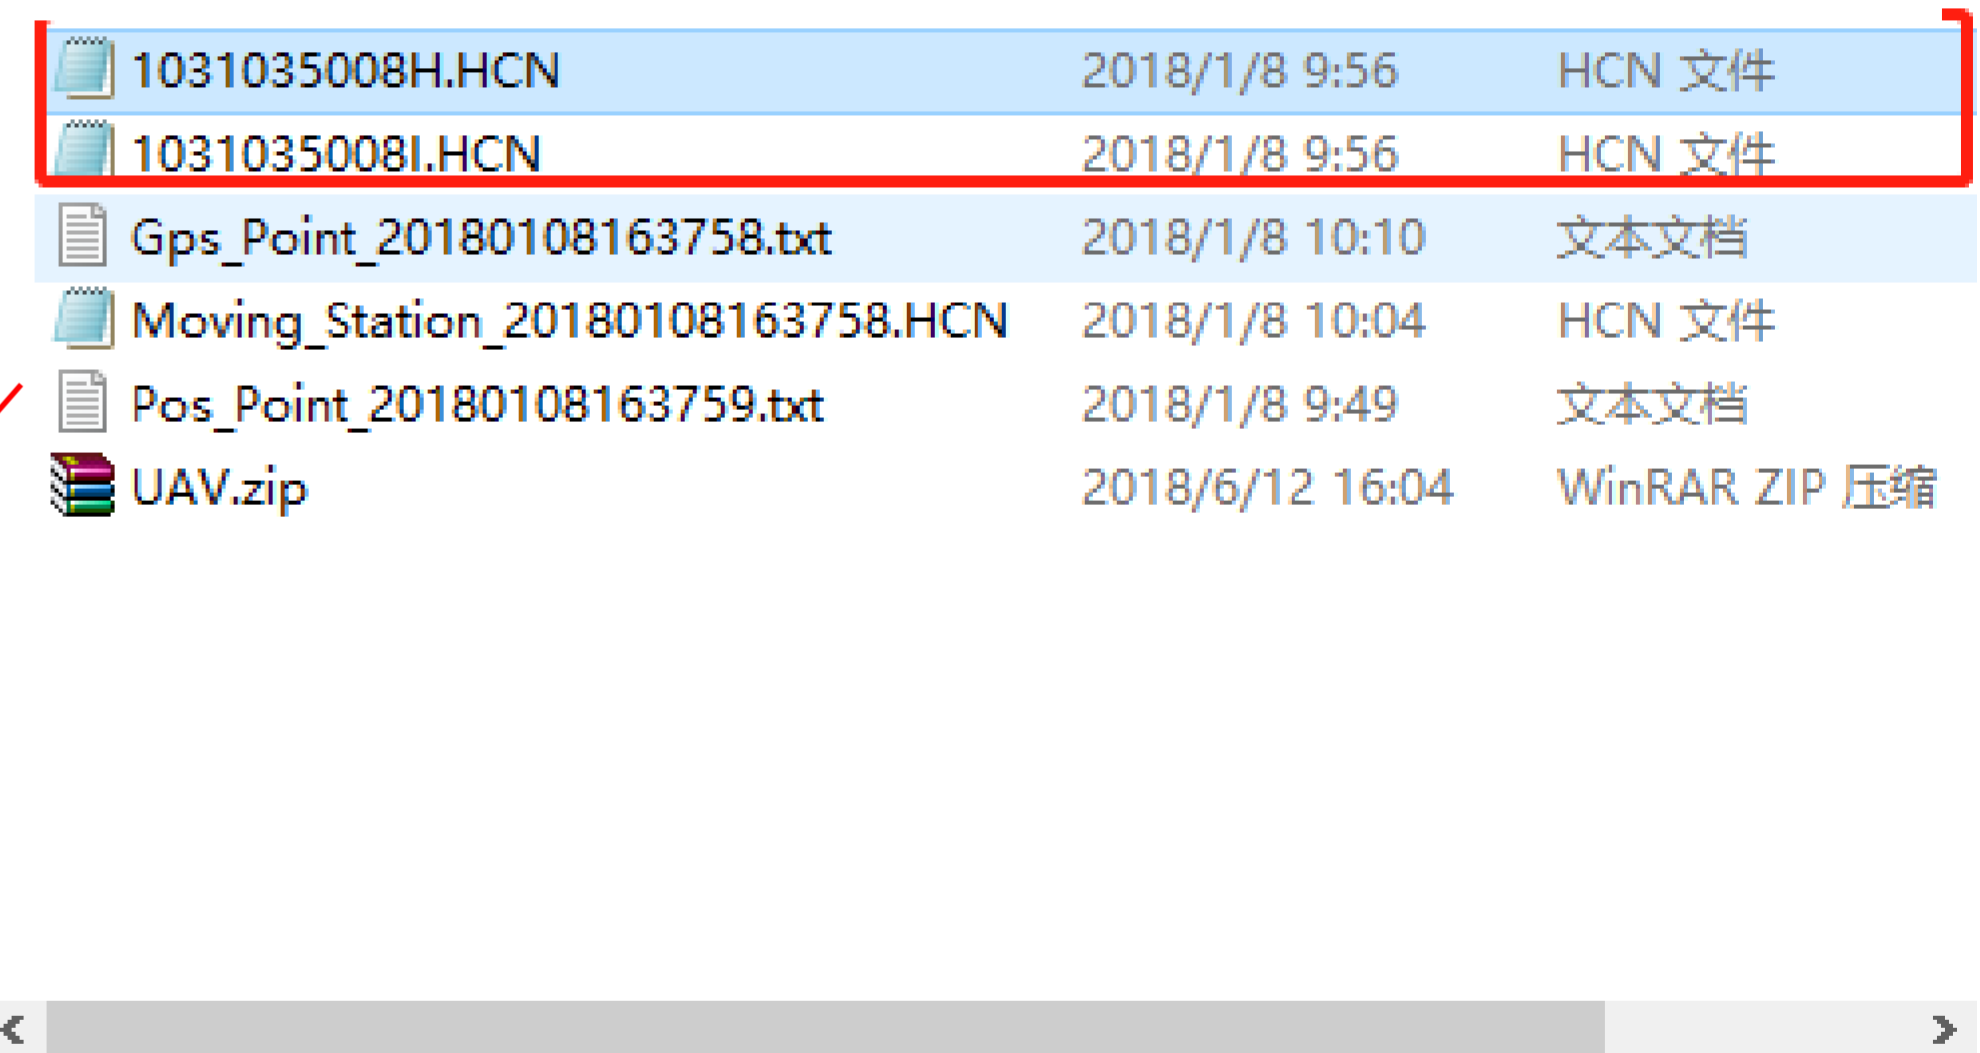 1031035008H.HCN 2018/1/8 9:56 HCN 文件
1031035008I.HCN 2018/1/8 9:56 HCN 文件
Gps_Point_20180108163758.txt 2018/1/8 10:10 文本文档
Moving_Station_20180108163758.HCN 2018/1/8 10:04 HCN 文件
Pos_Point_20180108163759.txt 2018/1/8 9:49 文本文档
UAV.zip 2018/6/12 16:04 WinRAR ZIP 压缩